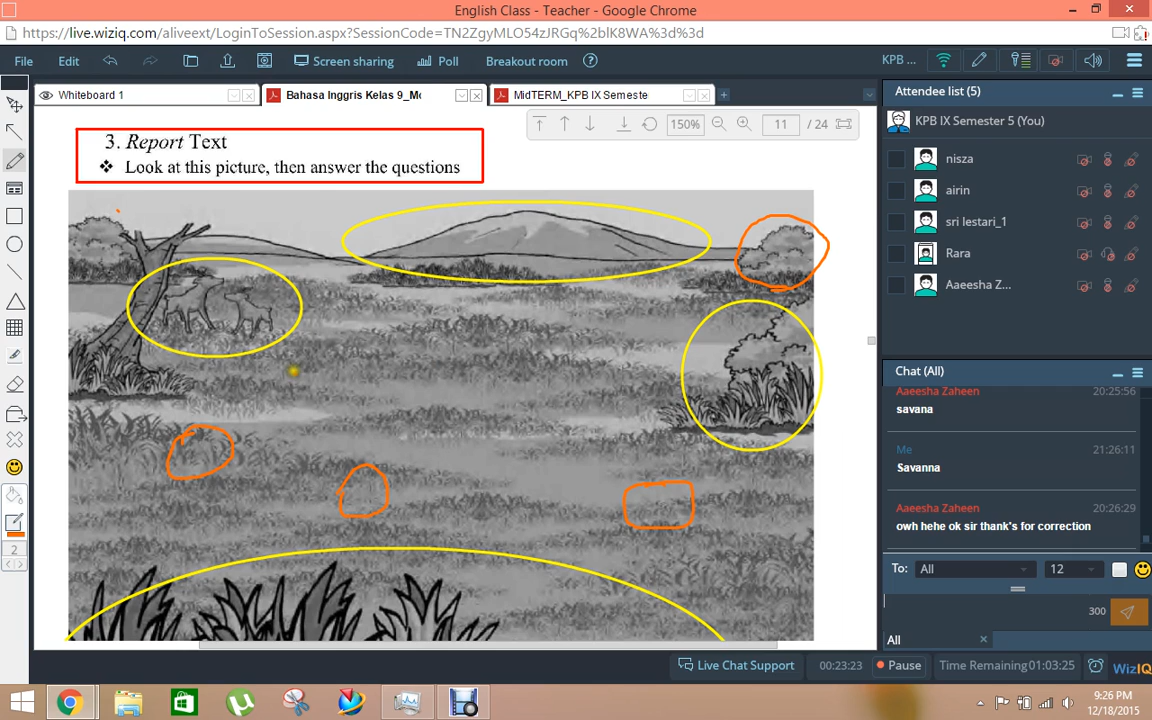 English Class - Teacher - Google Chrome
https://live.wiziq.com/aliveext/LoginToSession.aspx?SessionCode=TN2ZgyMLO54zJRGq%2blK8WA%3d%3d
File Edit Screen sharing Poll Breakout room ? KPB ...
Whiteboard 1 Bahasa Inggris Kelas 9_Mo MidTERM_KPB IX Semeste
150% 11 / 24
3. Report Text
❖ Look at this picture, then answer the questions
Attendee list (5)
KPB IX Semester 5 (You)
nisza
airin
sri lestari_1
Rara
Aaeesha Z...
Chat (All)
Aaeesha Zaheen 20:25:56
savana
Me 21:26:11
Savanna
Aaeesha Zaheen 20:26:29
owh hehe ok sir thank's for correction
To: All 12
300
All
2
Live Chat Support 00:23:23 Pause Time Remaining 01:03:25 WizIQ
9:26 PM
12/18/2015